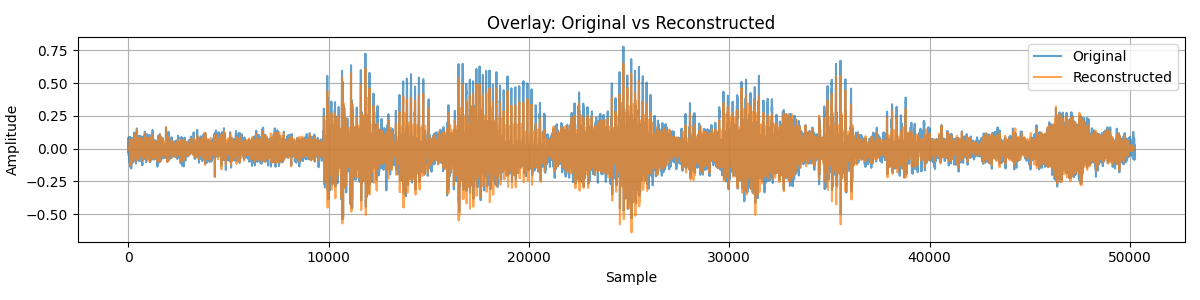 Overlay: Original vs Reconstructed
Original
Reconstructed
Amplitude
0.75
0.50
0.25
0.00
−0.25
−0.50
0
10000
20000
30000
40000
50000
Sample